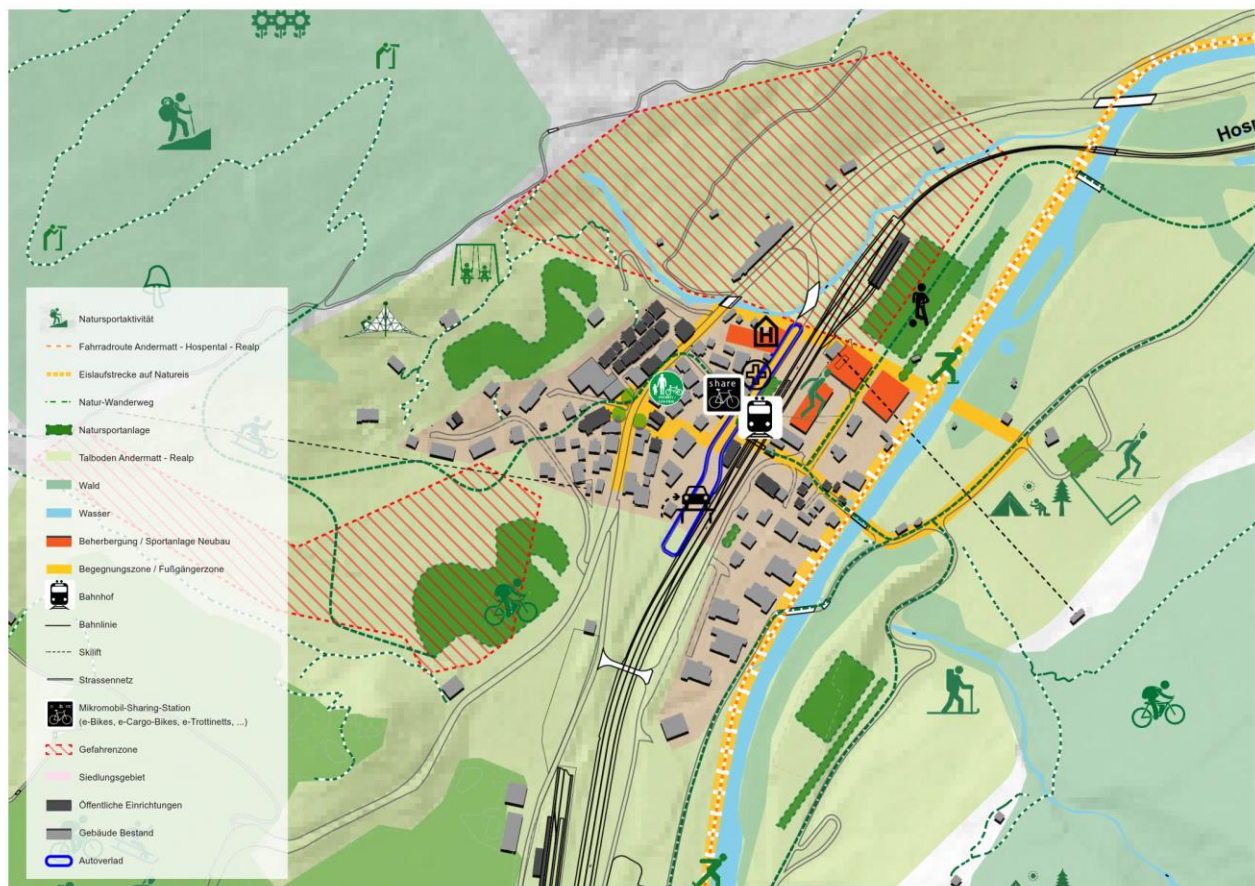 Hosp
H
share
Natursportaktivität
Fahrradroute Andermatt - Hospental - Realp
Eislaufstrecke auf Natureis
Natur-Wanderweg
Natursportanlage
Talboden Andermatt - Realp
Wald
Wasser
Beherbergung / Sportanlage Neubau
Begegnungszone / Fußgängerzone
Bahnhof
Bahnlinie
Skilift
Strassennetz
Mikromobil-Sharing-Station
(e-Bikes, e-Cargo-Bikes, e-Trottinetts, ...)
Gefahrenzone
Siedlungsgebiet
Öffentliche Einrichtungen
Gebäude Bestand
Autoverlad